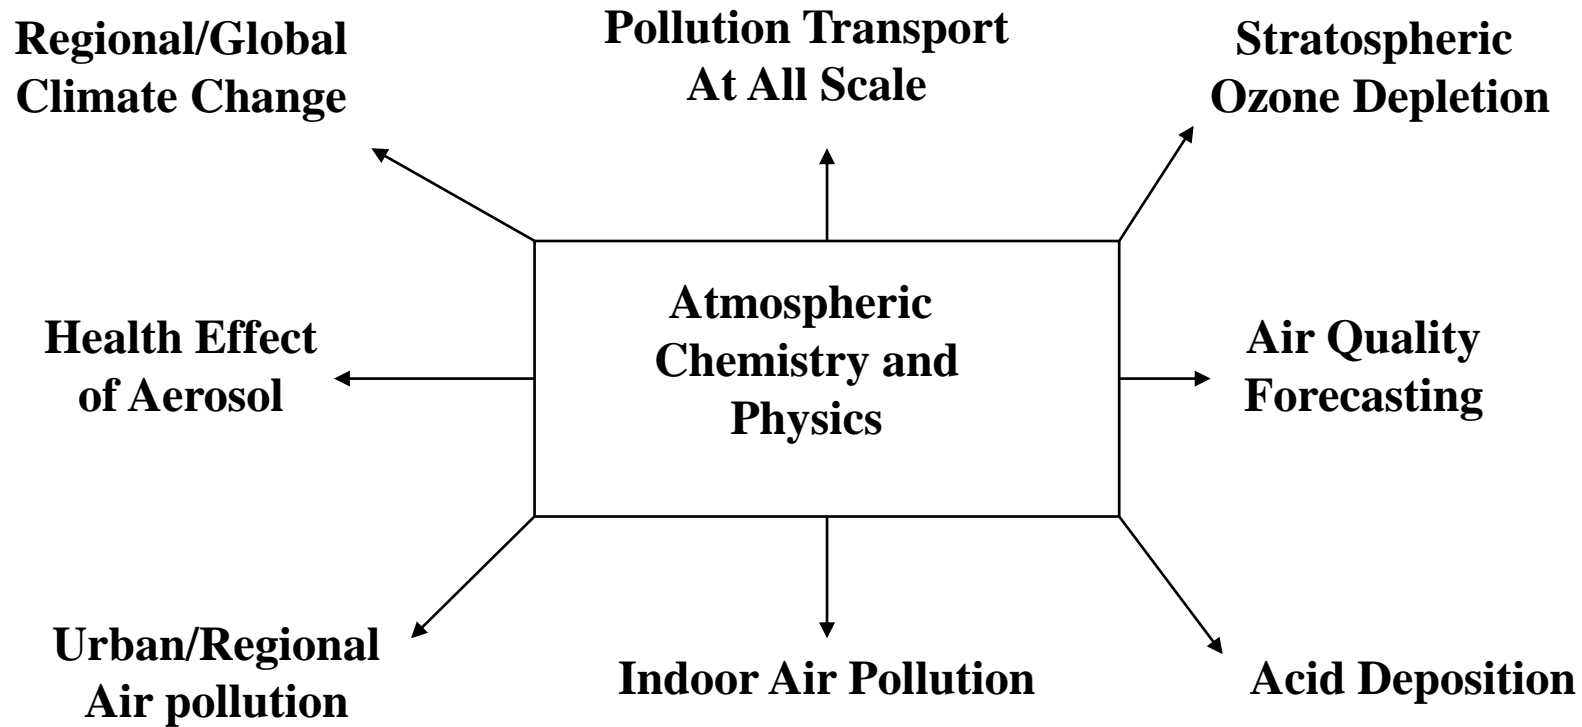 Regional/Global
Climate Change
Pollution Transport
At All Scale
Stratospheric
Ozone Depletion
Health Effect
of Aerosol
Atmospheric
Chemistry and
Physics
Air Quality
Forecasting
Urban/Regional
Air pollution
Indoor Air Pollution
Acid Deposition